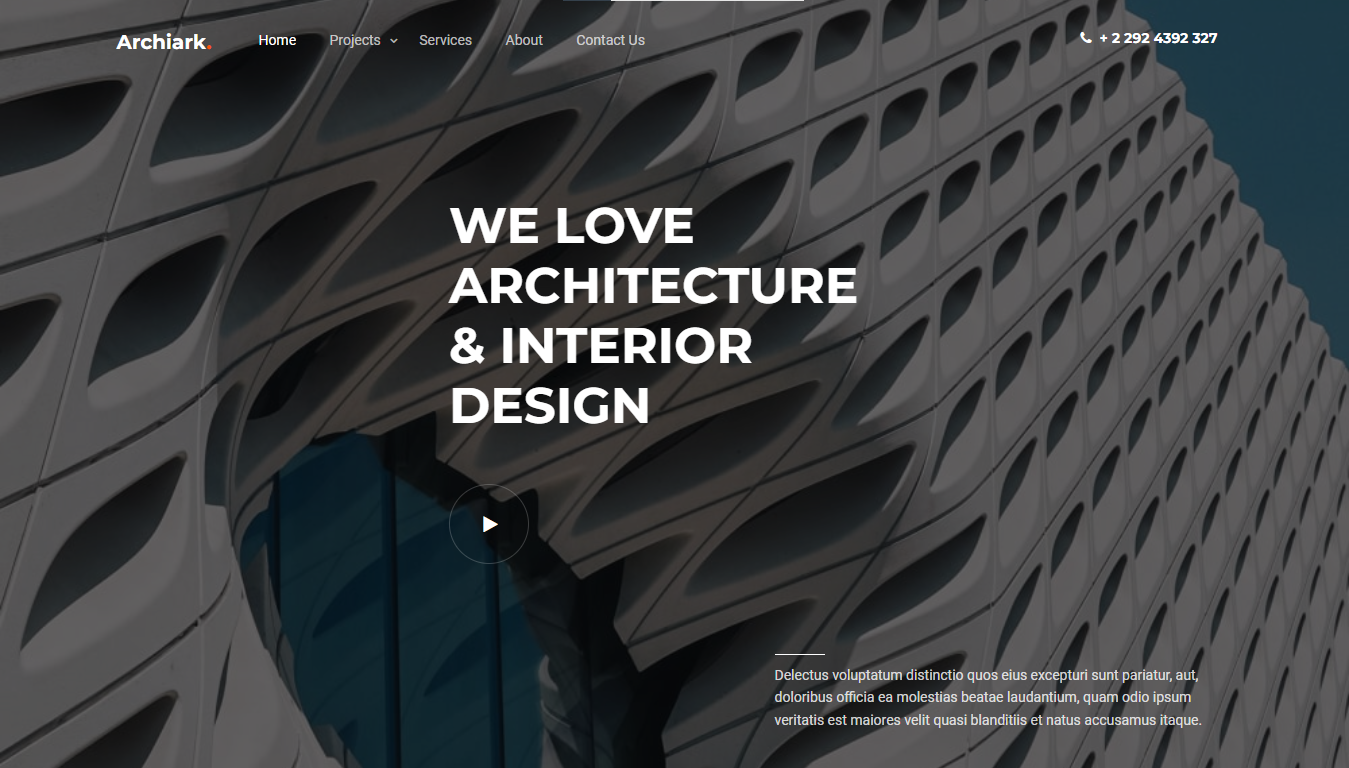 Archiark.
Home Projects Services About Contact Us
+ 2 292 4392 327
WE LOVE
ARCHITECTURE
& INTERIOR
DESIGN
Delectus voluptatum distinctio quos eius excepturi sunt pariatur, aut,
doloribus officia ea molestias beatae laudantium, quam odio ipsum
veritatis est maiores velit quasi blanditiis et natus accusamus itaque.